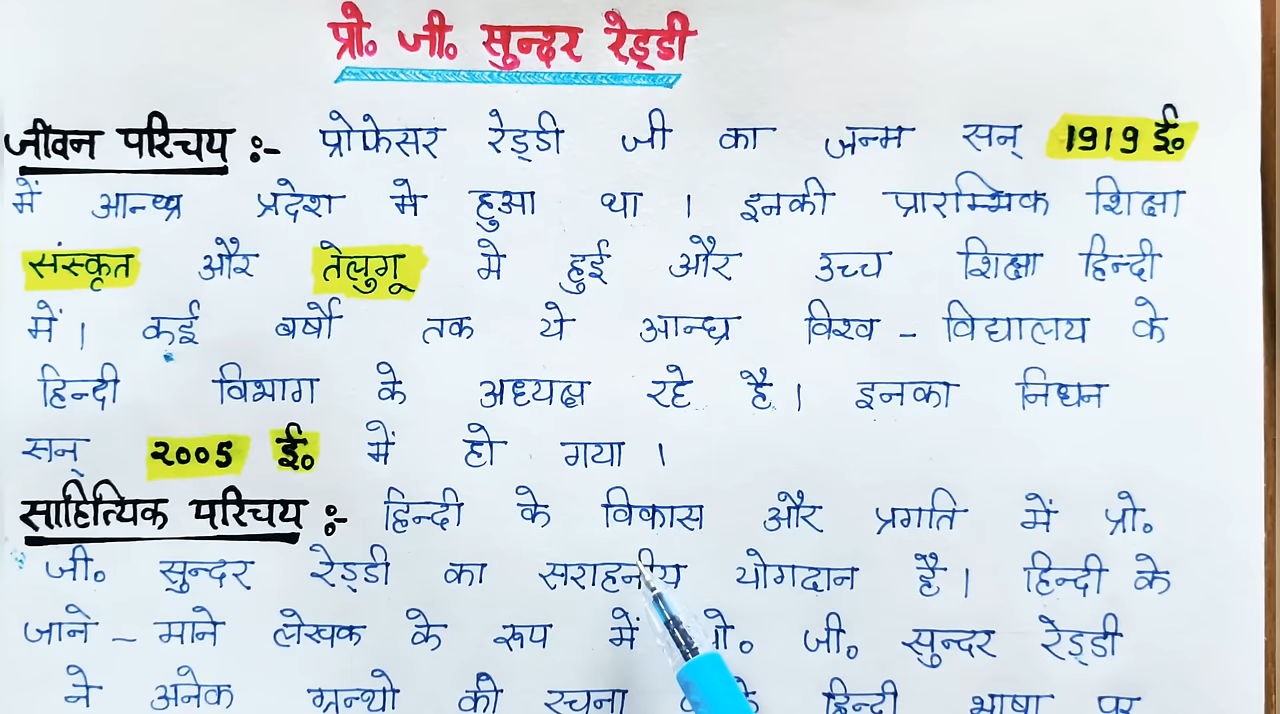 प्रो० जी० सुन्दर रेड्डी
जीवन परिचय :- प्रोफेसर रेड्डी जी का जन्म सन् 1919 ई०
में आन्ध्र प्रदेश मे हुआ था । इनकी प्रारम्भिक शिक्षा
संस्कृत और तेलुगू मे हुई और उच्च शिक्षा हिन्दी
में । कई बर्षो तक ये आन्ध्र विश्व - विद्यालय के
हिन्दी विभाग के अध्यक्ष रहे है । इनका निधन
सन् 2005 ई० में हो गया ।
साहित्यिक परिचय :- हिन्दी के विकास और प्रगति में प्रो०
जी० सुन्दर रेड्डी का सराहनीय योगदान है । हिन्दी के
जाने - माने लेखक के रूप में जी० सुन्दर रेड्डी
ने अनेक ग्रन्थो की रचना हिन्दी भाषा पर